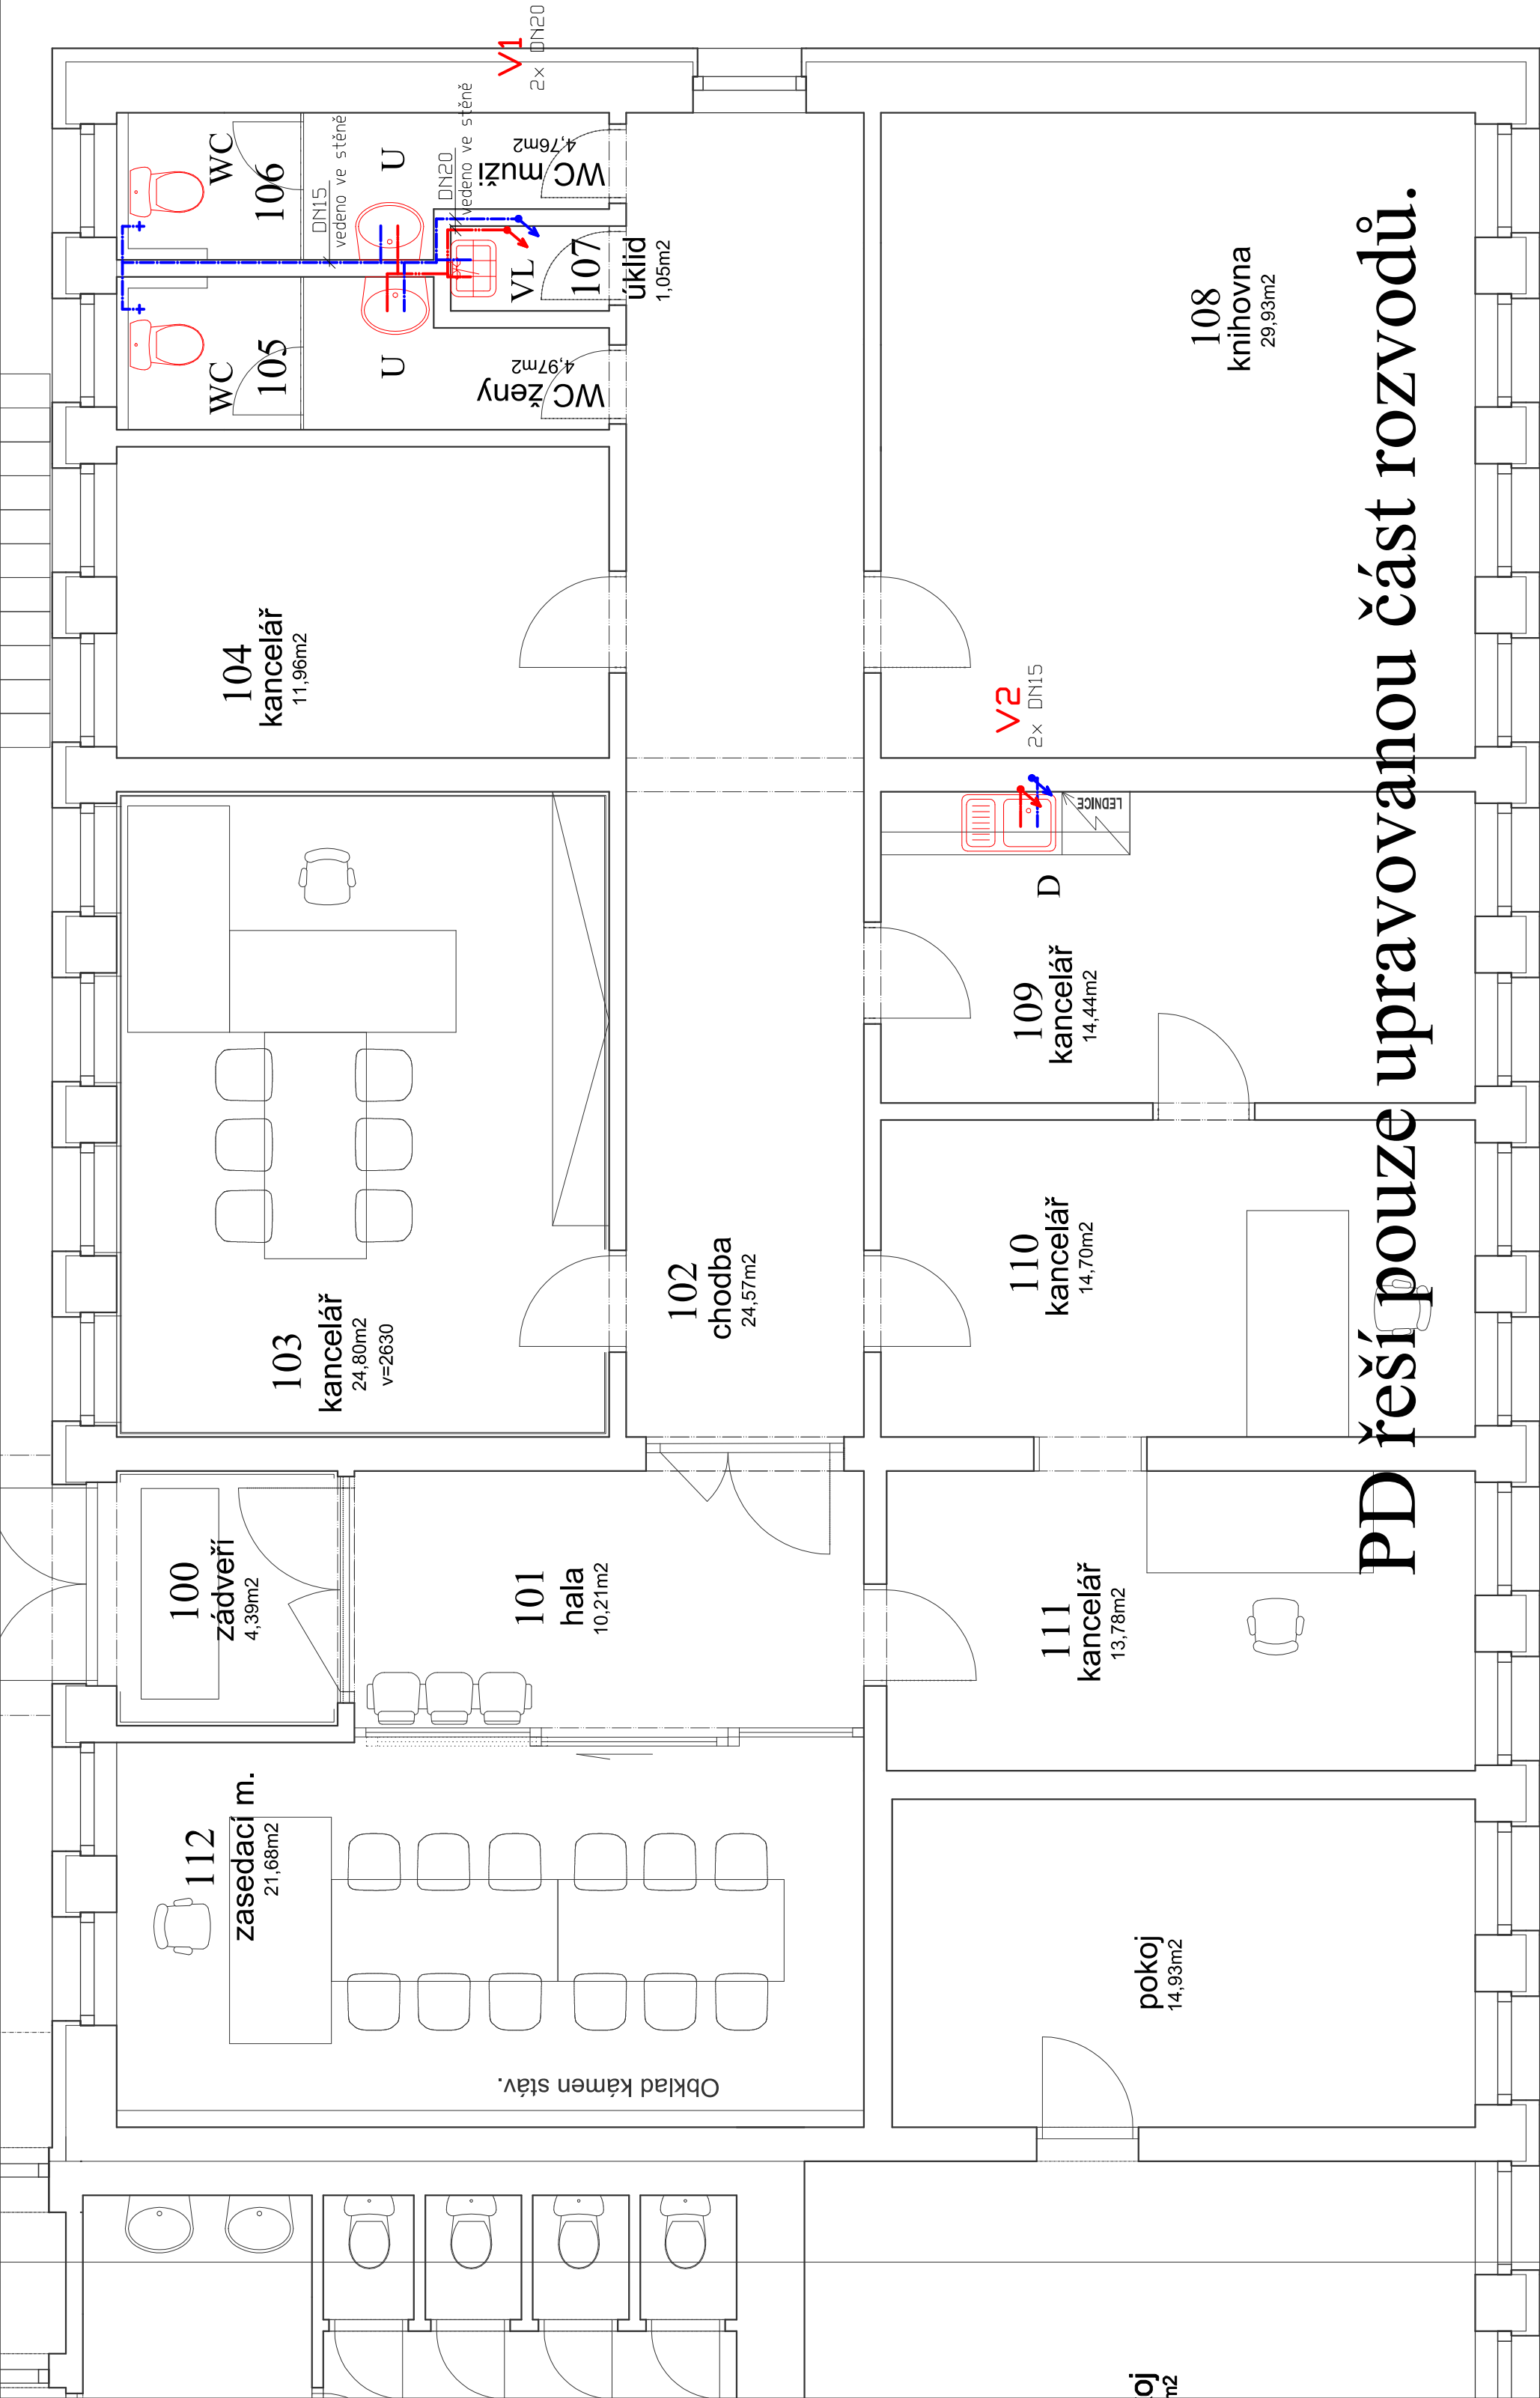 V1
2x DN20
WC
106
DN15
vedeno ve stěně
U
DN20
vedeno ve stěně
WC muži
4,76m2
WC
105
U
VL
107
úklid
1,05m2
WC ženy
4,97m2
108
knihovna
29,93m2
104
kancelář
11,96m2
V2
2x DN15
LEDNICE
D
109
kancelář
14,44m2
103
kancelář
24,80m2
v=2630
102
chodba
24,57m2
110
kancelář
14,70m2
PD řeší pouze upravovanou část rozvodů.
100
zádveří
4,39m2
101
hala
10,21m2
111
kancelář
13,78m2
112
zasedací m.
21,68m2
pokoj
14,93m2
Obklad kámen stáv.
oj
m2